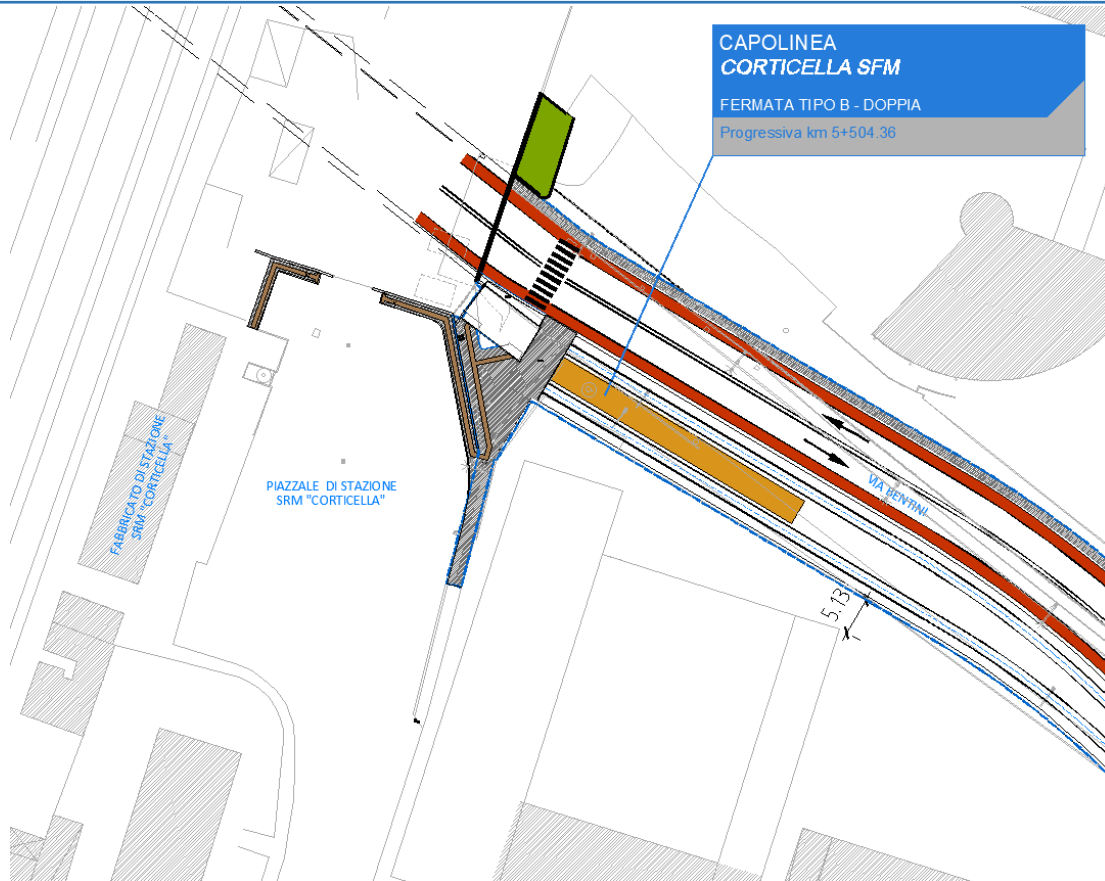 CAPOLINEA
CORTICELLA SFM
FERMATA TIPO B - DOPPIA
Progressiva km 5+504.36
VIA BENTINI
FABBRICATO DI STAZIONE
SRM "CORTICELLA"
PIAZZALE DI STAZIONE
SRM "CORTICELLA"
5.13